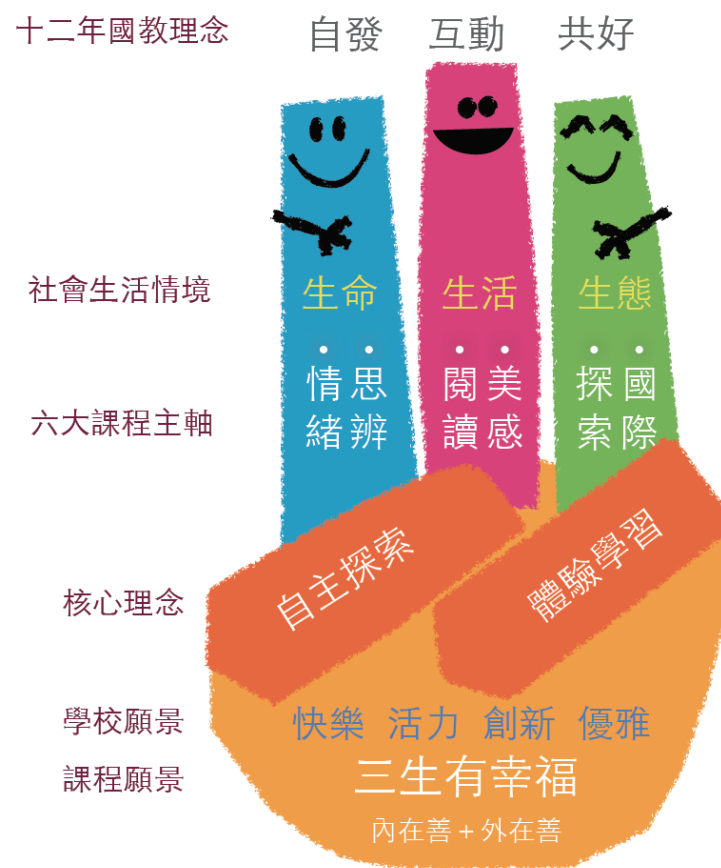 十二年國教理念 自發 互動 共好
社會生活情境 生命 生活 生態
六大課程主軸 情緒 思辨 閱讀 美感 探索 國際
核心理念 自主探索 體驗學習
學校願景 快樂 活力 創新 優雅
課程願景 三生有幸福
內在善+外在善